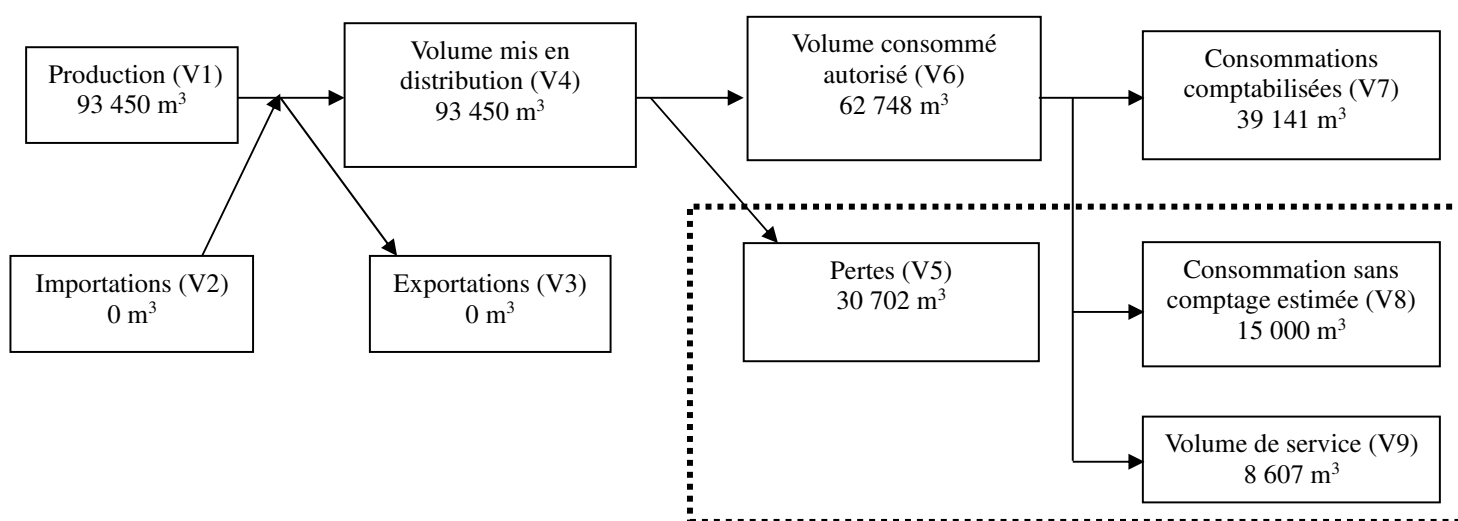 Production (V1)
93 450 m³
Volume mis en
distribution (V4)
93 450 m³
Volume consommé
autorisé (V6)
62 748 m³
Consommations
comptabilisées (V7)
39 141 m³
Importations (V2)
0 m³
Exportations (V3)
0 m³
Pertes (V5)
30 702 m³
Consommation sans
comptage estimée (V8)
15 000 m³
Volume de service (V9)
8 607 m³